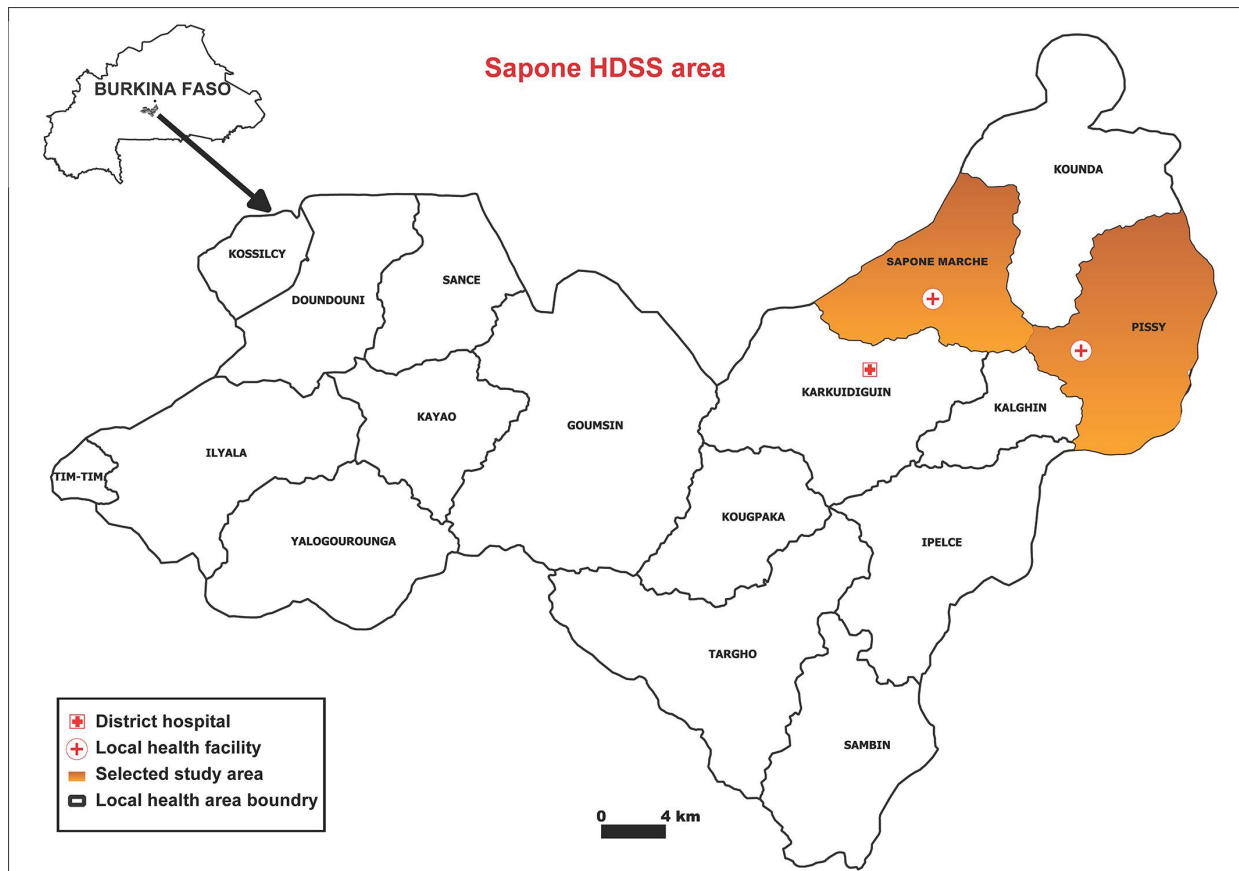 Sapone HDSS area
BURKINA FASO
KOUNDA
KOSSILCY
SAPONE MARCHE
SANCE
DOUNDOUNI
PISSY
KARKUIDIGUIN
KALGHIN
KAYAO
GOUMSIN
ILYALA
TIM-TIM
KOUGPAKA
YALOGOUROUNGA
IPELCE
TARGHO
SAMBIN
District hospital
Local health facility
Selected study area
Local health area boundry
0 4 km